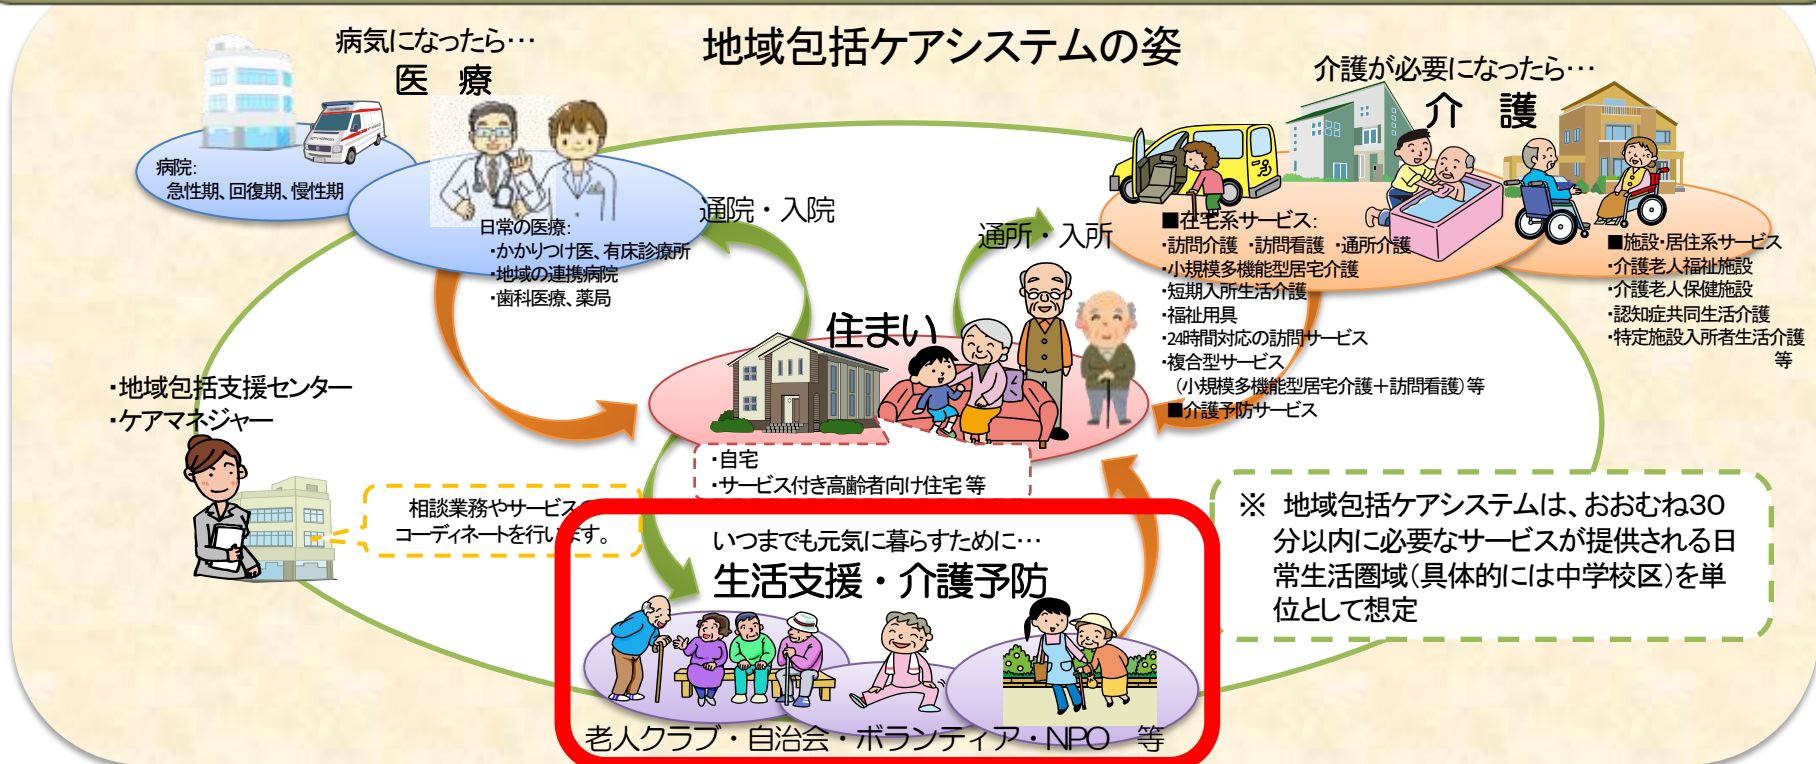 地域包括ケアシステムの姿
病気になったら…
医 療
病院:
急性期、回復期、慢性期
日常の医療:
・かかりつけ医、有床診療所
・地域の連携病院
・歯科医療、薬局
通院・入院
通所・入所
介護が必要になったら…
介 護
■在宅系サービス:
・訪問介護 ・訪問看護 ・通所介護
・小規模多機能型居宅介護
・短期入所生活介護
・福祉用具
・24時間対応の訪問サービス
・複合型サービス
(小規模多機能型居宅介護+訪問看護)等
■介護予防サービス
■施設・居住系サービス
・介護老人福祉施設
・介護老人保健施設
・認知症共同生活介護
・特定施設入所者生活介護
等
住まい
・自宅
・サービス付き高齢者向け住宅 等
・地域包括支援センター
・ケアマネジャー
相談業務やサービスの
コーディネートを行います。
いつまでも元気に暮らすために…
生活支援・介護予防
老人クラブ・自治会・ボランティア・NPO 等
※ 地域包括ケアシステムは、おおむね30
分以内に必要なサービスが提供される日
常生活圏域(具体的には中学校区)を単
位として想定